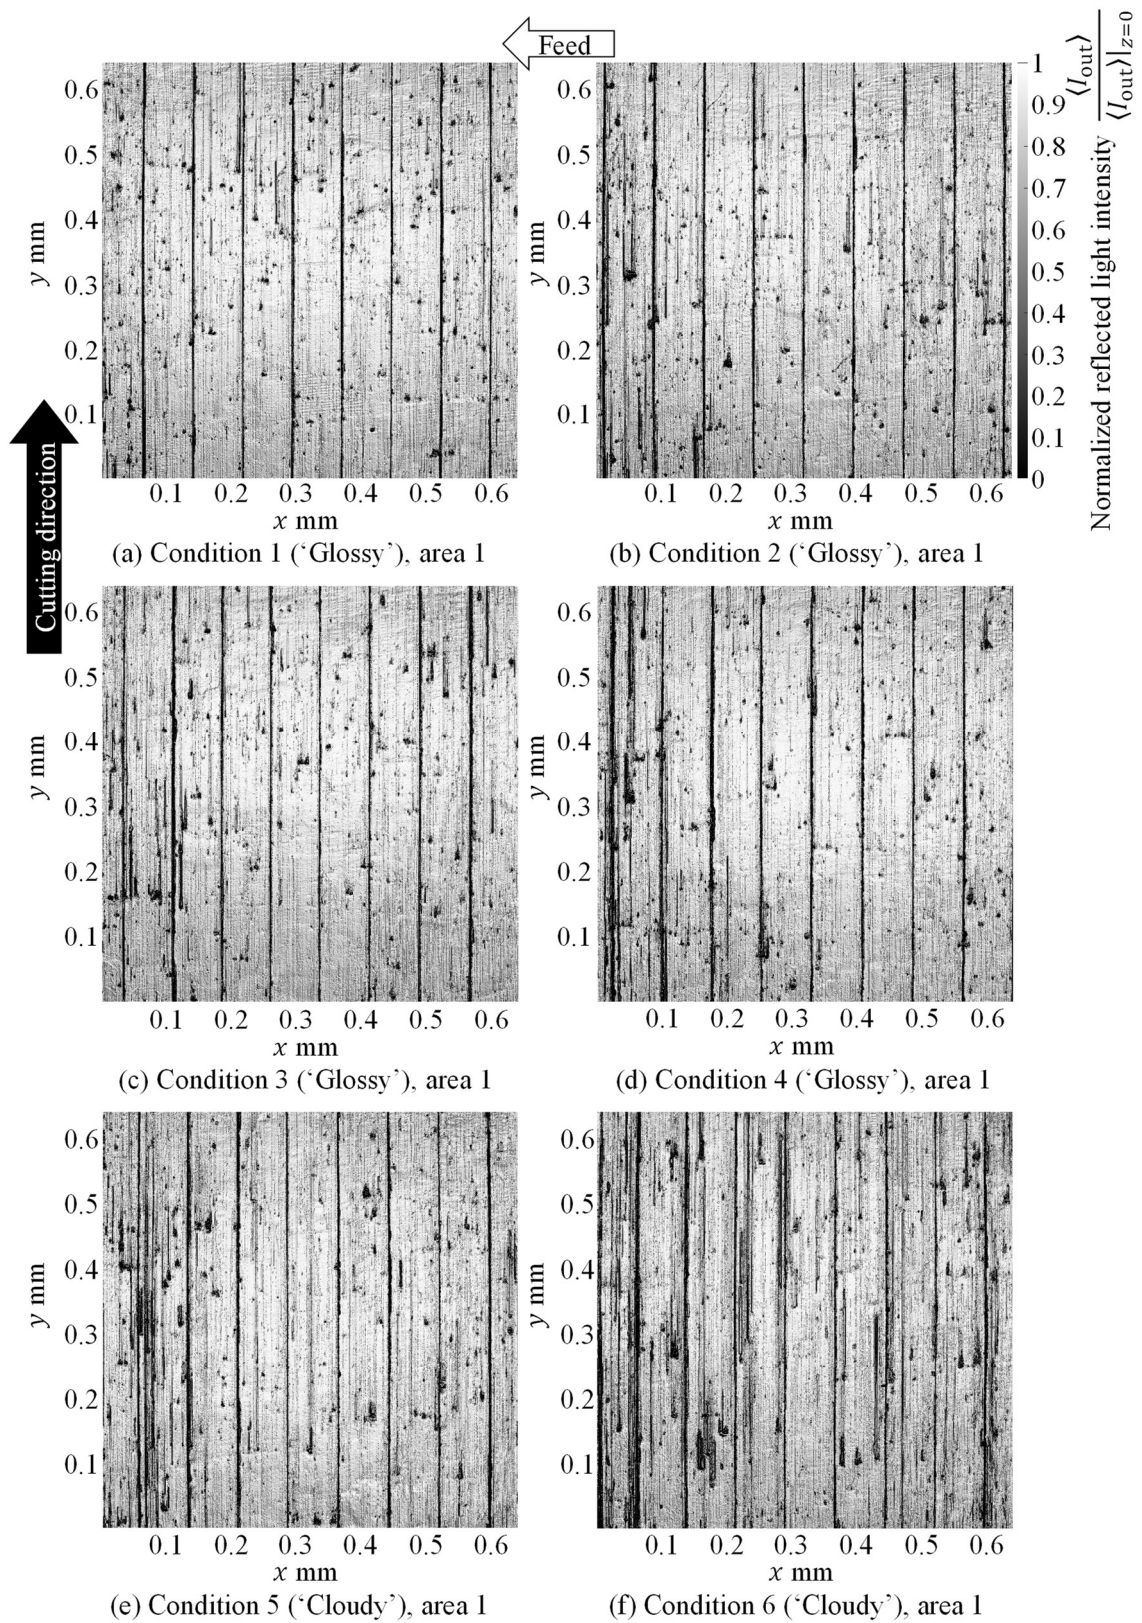 Feed
⟨I_out⟩
⟨I_out⟩|_{z=0}
Normalized reflected light intensity
1
0.9
0.8
0.7
0.6
0.5
0.4
0.3
0.2
0.1
0
Cutting direction
y mm
0.6
0.5
0.4
0.3
0.2
0.1
0.1 0.2 0.3 0.4 0.5 0.6
x mm
(a) Condition 1 (‘Glossy’), area 1
y mm
0.6
0.5
0.4
0.3
0.2
0.1
0.1 0.2 0.3 0.4 0.5 0.6
x mm
(b) Condition 2 (‘Glossy’), area 1
y mm
0.6
0.5
0.4
0.3
0.2
0.1
0.1 0.2 0.3 0.4 0.5 0.6
x mm
(c) Condition 3 (‘Glossy’), area 1
y mm
0.6
0.5
0.4
0.3
0.2
0.1
0.1 0.2 0.3 0.4 0.5 0.6
x mm
(d) Condition 4 (‘Glossy’), area 1
y mm
0.6
0.5
0.4
0.3
0.2
0.1
0.1 0.2 0.3 0.4 0.5 0.6
x mm
(e) Condition 5 (‘Cloudy’), area 1
y mm
0.6
0.5
0.4
0.3
0.2
0.1
0.1 0.2 0.3 0.4 0.5 0.6
x mm
(f) Condition 6 (‘Cloudy’), area 1